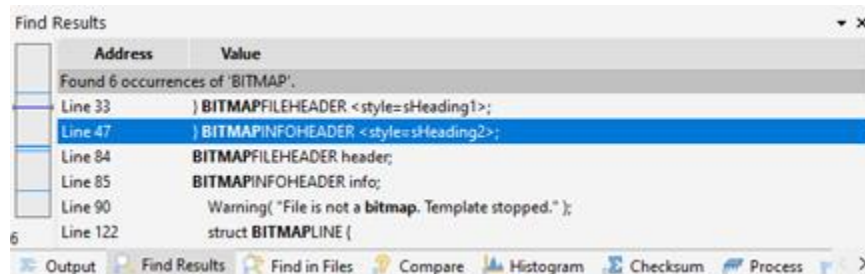 Find Results
Address Value
Found 6 occurrences of 'BITMAP'.
Line 33 } BITMAPFILEHEADER <style=sHeading1>;
Line 47 } BITMAPINFOHEADER <style=sHeading2>;
Line 84 BITMAPFILEHEADER header;
Line 85 BITMAPINFOHEADER info;
Line 90 Warning( "File is not a bitmap. Template stopped." );
6 Line 122 struct BITMAPLINE {
Output Find Results Find in Files Compare Histogram Checksum Process